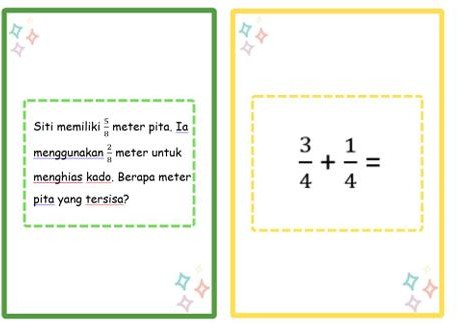 Siti memiliki 5/8 meter pita. Ia
menggunakan 2/8 meter untuk
menghias kado. Berapa meter
pita yang tersisa?
3/4 + 1/4 =